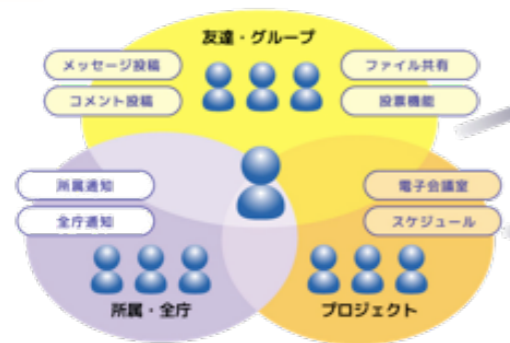 友達・グループ
メッセージ投稿
ファイル共有
コメント投稿
投票機能
所属通知
電子会議室
全庁通知
スケジュール
所属・全庁
プロジェクト